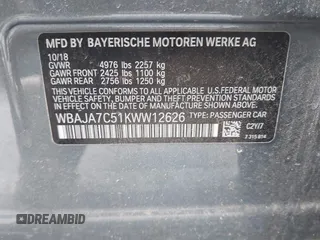 MFD BY BAYERISCHE MOTOREN WERKE AG
10/18
GVWR 4976 lbs 2257 kg
GAWR FRONT 2425 lbs 1100 kg
GAWR REAR 2756 lbs 1250 kg
THIS VEHICLE CONFORMS TO ALL APPLICABLE U.S. FEDERAL
MOTOR VEHICLE SAFETY, BUMPER, AND THEFT PREVENTION
STANDARDS IN EFFECT ON THE DATE OF MANUFACTURE
SHOWN ABOVE.
WBAJA7C51KWW12626 TYPE: PASSENGER CAR
C2Y17
DREAMBID